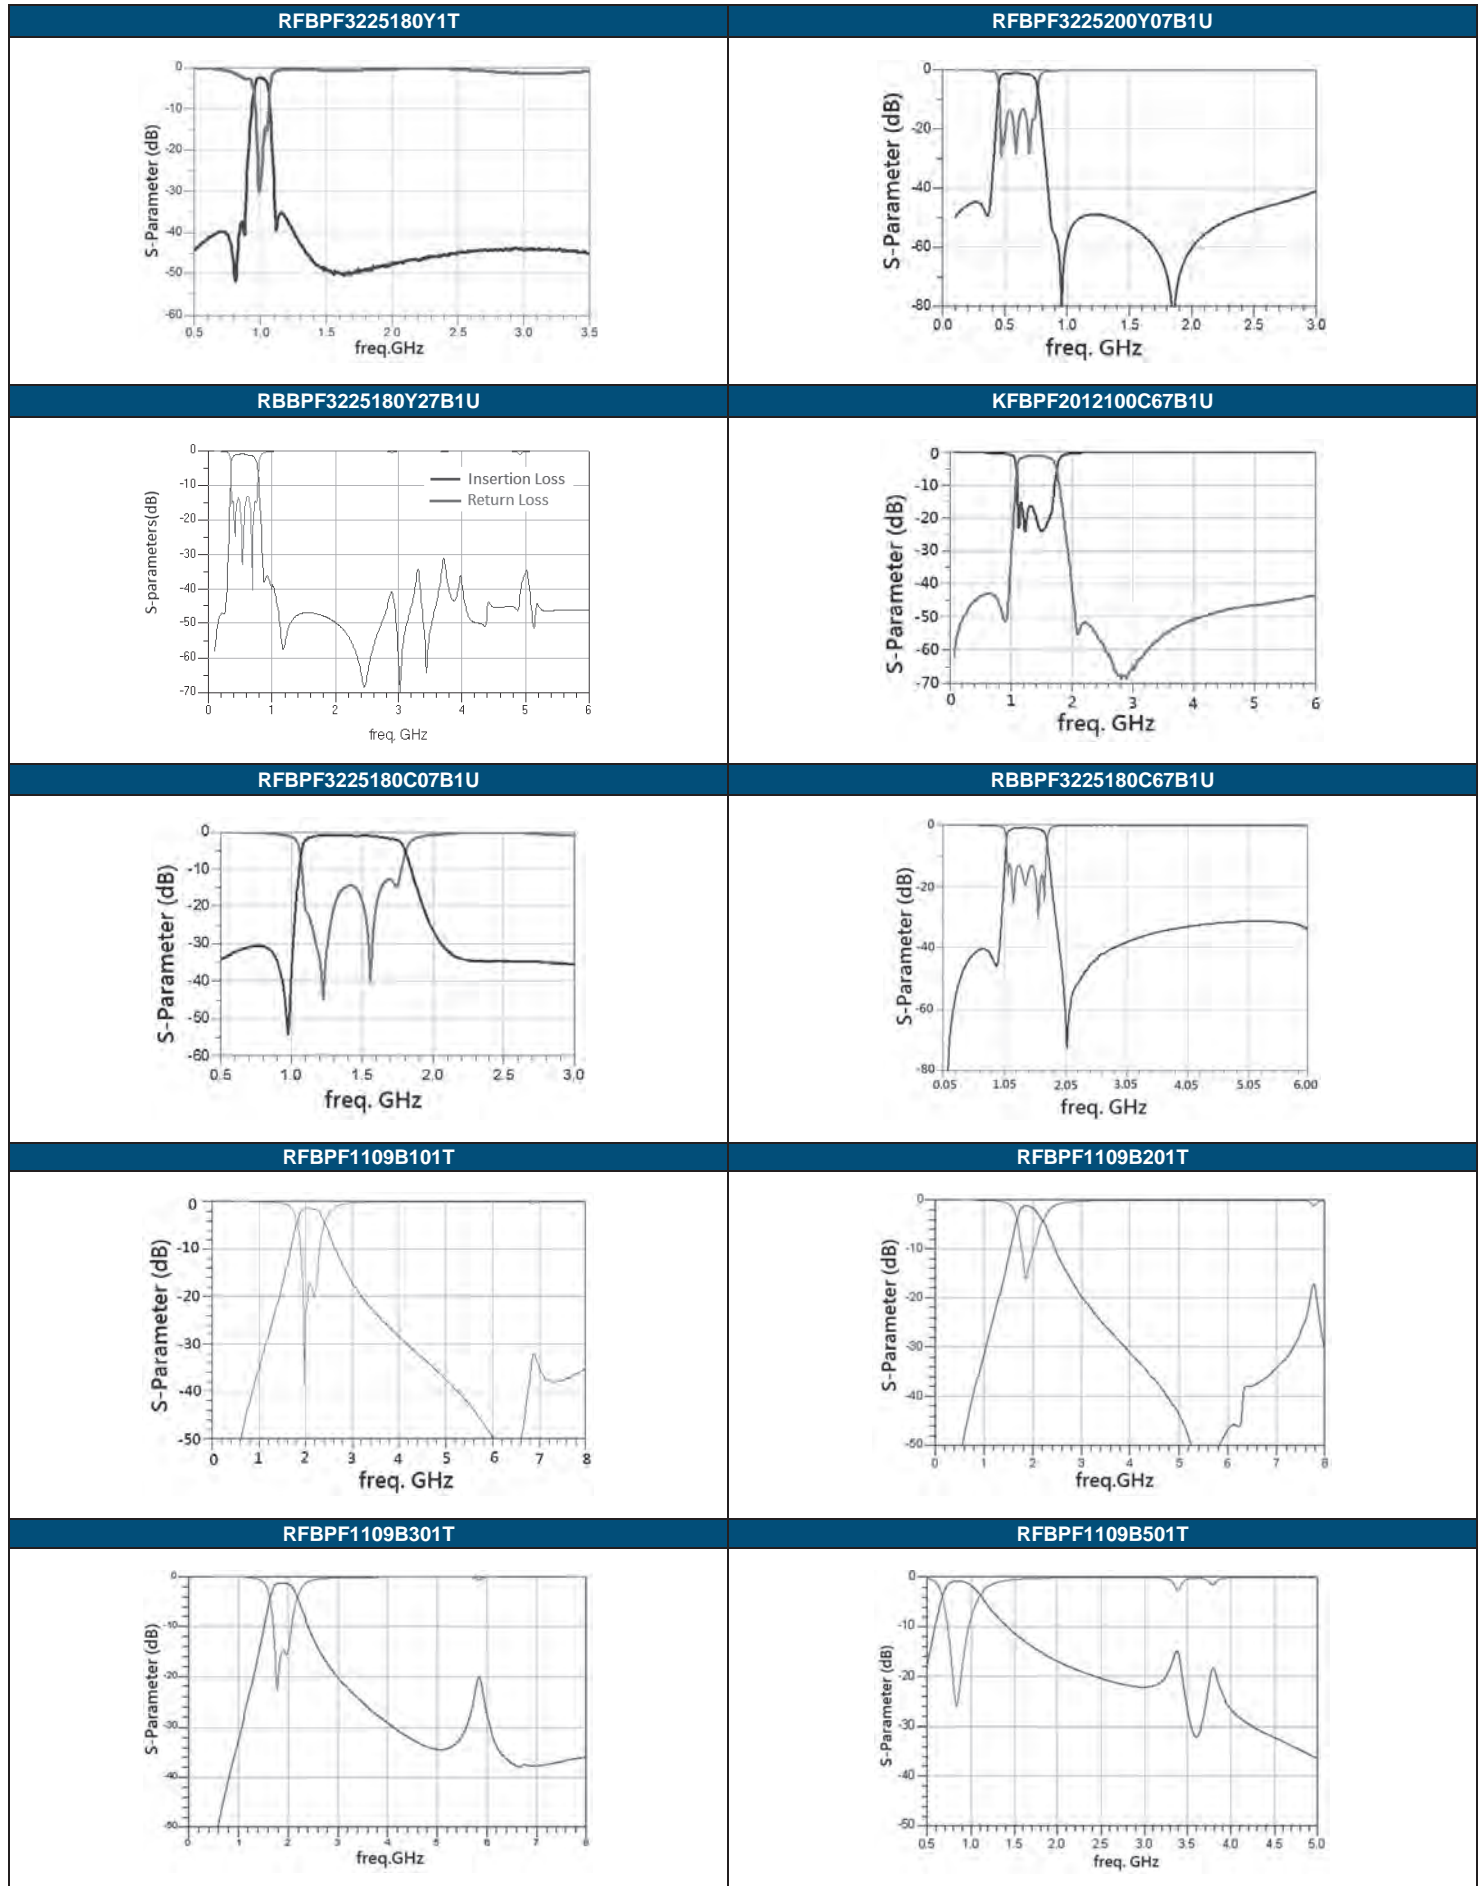 RFBPF3225180Y1T
S-Parameter (dB)
0
-10
-20
-30
-40
-50
-60
0.5 1.0 1.5 2.0 2.5 3.0 3.5
freq.GHz
RFBPF3225200Y07B1U
S-Parameter (dB)
0
-20
-40
-60
-80
0.0 0.5 1.0 1.5 2.0 2.5 3.0
freq. GHz
RBBPF3225180Y27B1U
S-parameters(dB)
0
-10
-20
-30
-40
-50
-60
-70
Insertion Loss
Return Loss
0 1 2 3 4 5 6
freq. GHz
KFBPF2012100C67B1U
S-Parameter (dB)
0
-10
-20
-30
-40
-50
-60
-70
0 1 2 3 4 5 6
freq. GHz
RFBPF3225180C07B1U
S-Parameter (dB)
0
-10
-20
-30
-40
-50
-60
0.5 1.0 1.5 2.0 2.5 3.0
freq. GHz
RBBPF3225180C67B1U
S-Parameter (dB)
0
-20
-40
-60
-80
0.05 1.05 2.05 3.05 4.05 5.05 6.00
freq. GHz
RFBPF1109B101T
S-Parameter (dB)
0
-10
-20
-30
-40
-50
0 1 2 3 4 5 6 7 8
freq. GHz
RFBPF1109B201T
S-Parameter (dB)
0
-10
-20
-30
-40
-50
0 1 2 3 4 5 6 7 8
freq.GHz
RFBPF1109B301T
S-Parameter (dB)
0
-10
-20
-30
-40
-50
0 1 2 3 4 5 6 7 8
freq.GHz
RFBPF1109B501T
S-Parameter (dB)
0
-10
-20
-30
-40
-50
0.5 1.0 1.5 2.0 2.5 3.0 3.5 4.0 4.5 5.0
freq. GHz